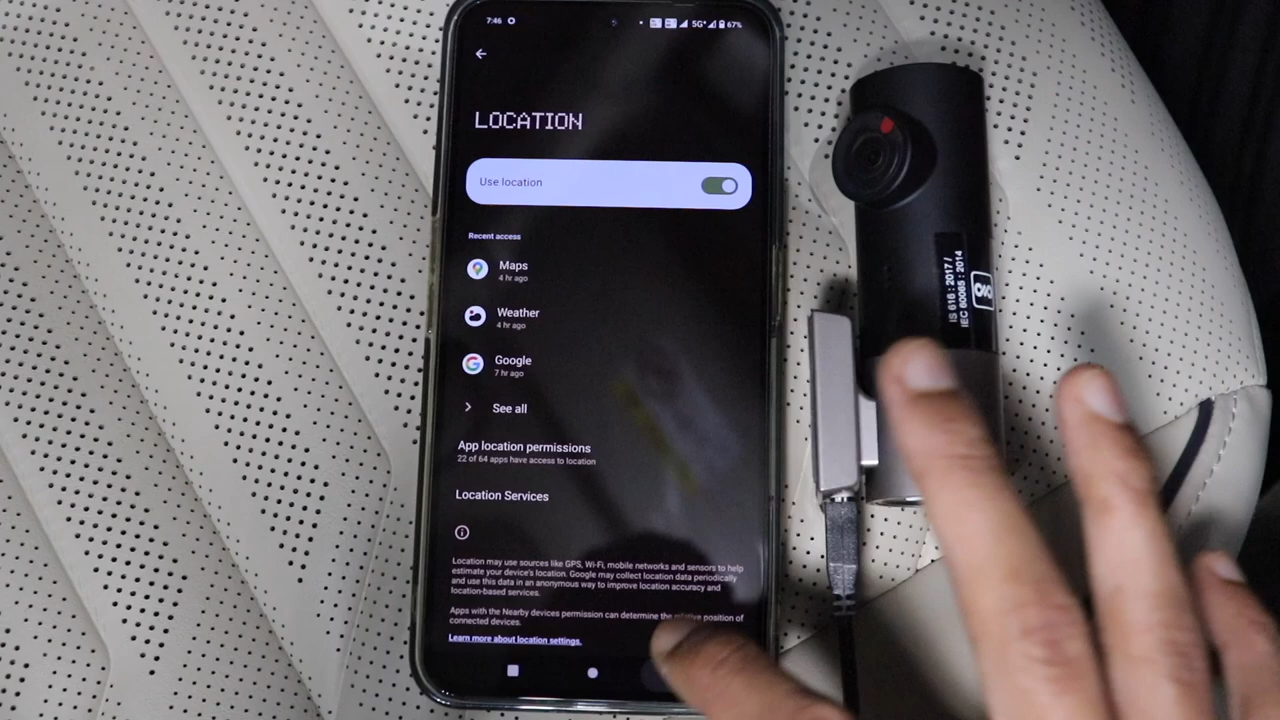 7:46
5G+ 67%
LOCATION
Use location
Recent access
Maps
4 hr ago
Weather
4 hr ago
Google
7 hr ago
See all
App location permissions
22 of 64 apps have access to location
Location Services
Location may use sources like GPS, Wi-Fi, mobile networks and sensors to help
estimate your device's location. Google may collect location data periodically
and use this data in an anonymous way to improve location accuracy and
location-based services.
Apps with the Nearby devices permission can determine the relative position of
connected devices.
Learn more about location settings.
IS 616 : 2017 /
IEC 60065 : 2014